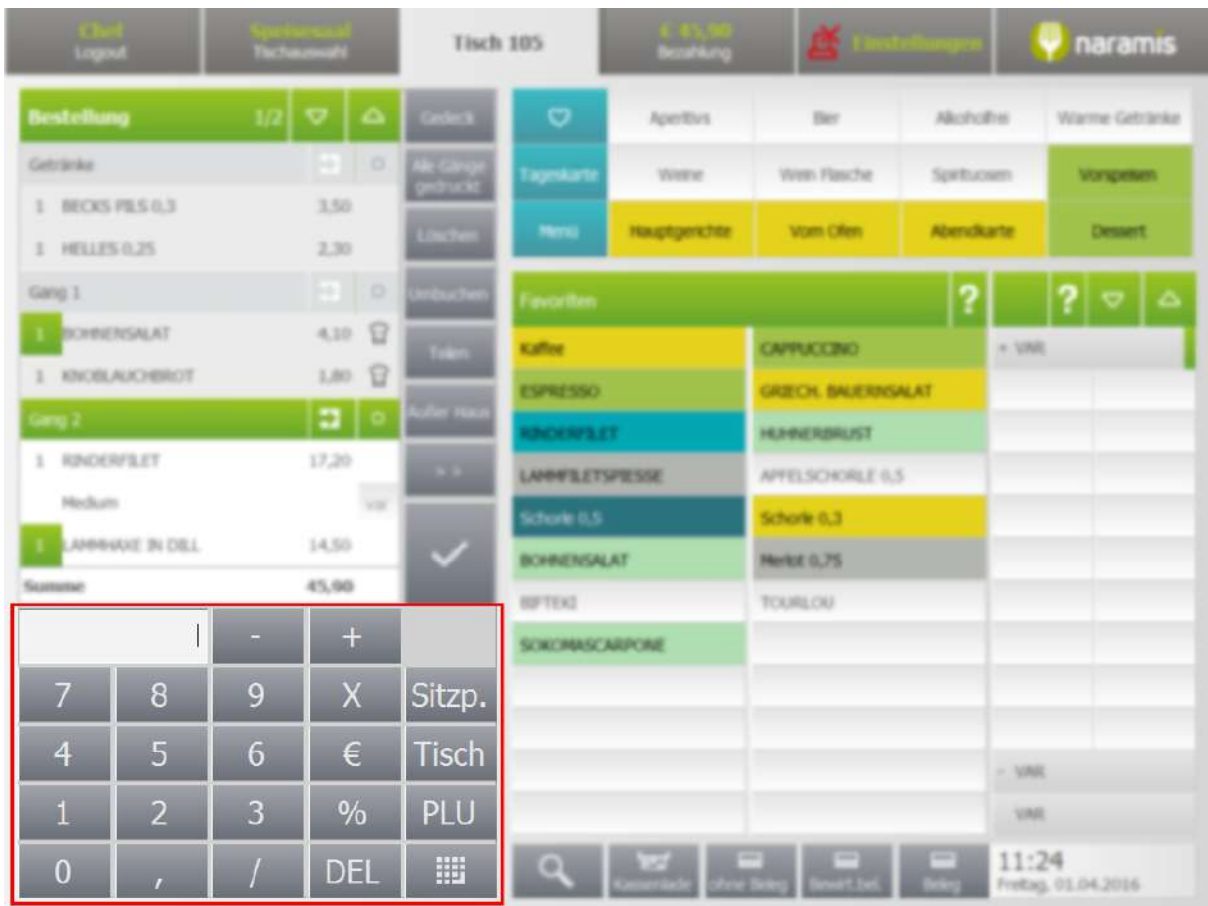 Chef
Logout
Speisesaal
Tischauswahl
Tisch 105
€ 45,90
Bezahlung
Einstellungen
naramis
Bestellung 1/2
Getränke
1 BECKS PILS 0,3 3,50
1 HELLES 0,25 2,30
Gang 1
1 BOHNENSALAT 4,10
1 KNOBLAUCHBROT 1,80
Gang 2
1 RINDERFILET 17,20
Medium var
1 LAMMHAXE IN DILL 14,50
Summe 45,90
Gedeck
Alle Gänge
gedruckt
Löschen
Umbuchen
Teilen
Außer Haus
> >
Aperitivs Bier Alkoholfrei Warme Getränke
Tageskarte Weine Wein Flasche Spirituosen Vorspeisen
Menü Hauptgerichte Vom Ofen Abendkarte Dessert
Favoriten ? ?
Kaffee CAPPUCCINO + VAR
ESPRESSO GRIECH. BAUERNSALAT
RINDERFILET HUHNERBRUST
LAMMFILETSPIESSE APFELSCHORLE 0,5
Schorle 0,5 Schorle 0,3
BOHNENSALAT Merlot 0,75
BIFTEKI TOURLOU
SOKOMASCARPONE
- VAR
VAR
- +
7 8 9 X Sitzp.
4 5 6 € Tisch
1 2 3 % PLU
0 , / DEL
Kassenlade ohne Beleg Bewirt.bel. Beleg
11:24
Freitag, 01.04.2016